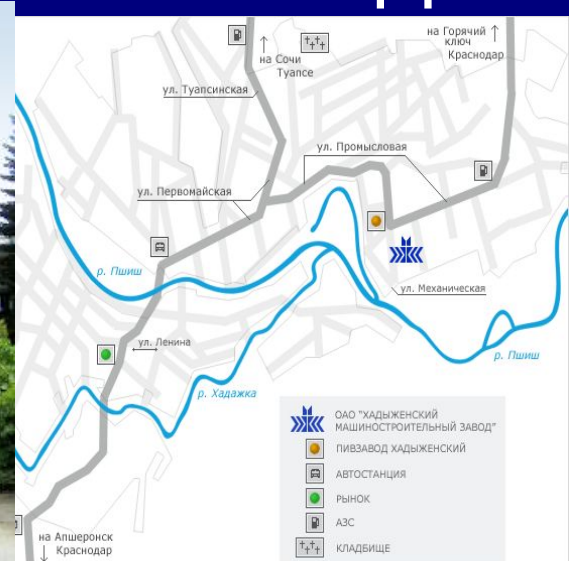 на Горячий
ключ
Краснодар
на Сочи
Туапсе
ул. Туапсинская
ул. Промысловая
ул. Первомайская
р. Пшиш
ул. Механическая
ул. Ленина
р. Пшиш
р. Хадажка
ОАО "ХАДЫЖЕНСКИЙ
МАШИНОСТРОИТЕЛЬНЫЙ ЗАВОД"
ПИВЗАВОД ХАДЫЖЕНСКИЙ
АВТОСТАНЦИЯ
РЫНОК
АЗС
КЛАДБИЩЕ
на Апшеронск
Краснодар